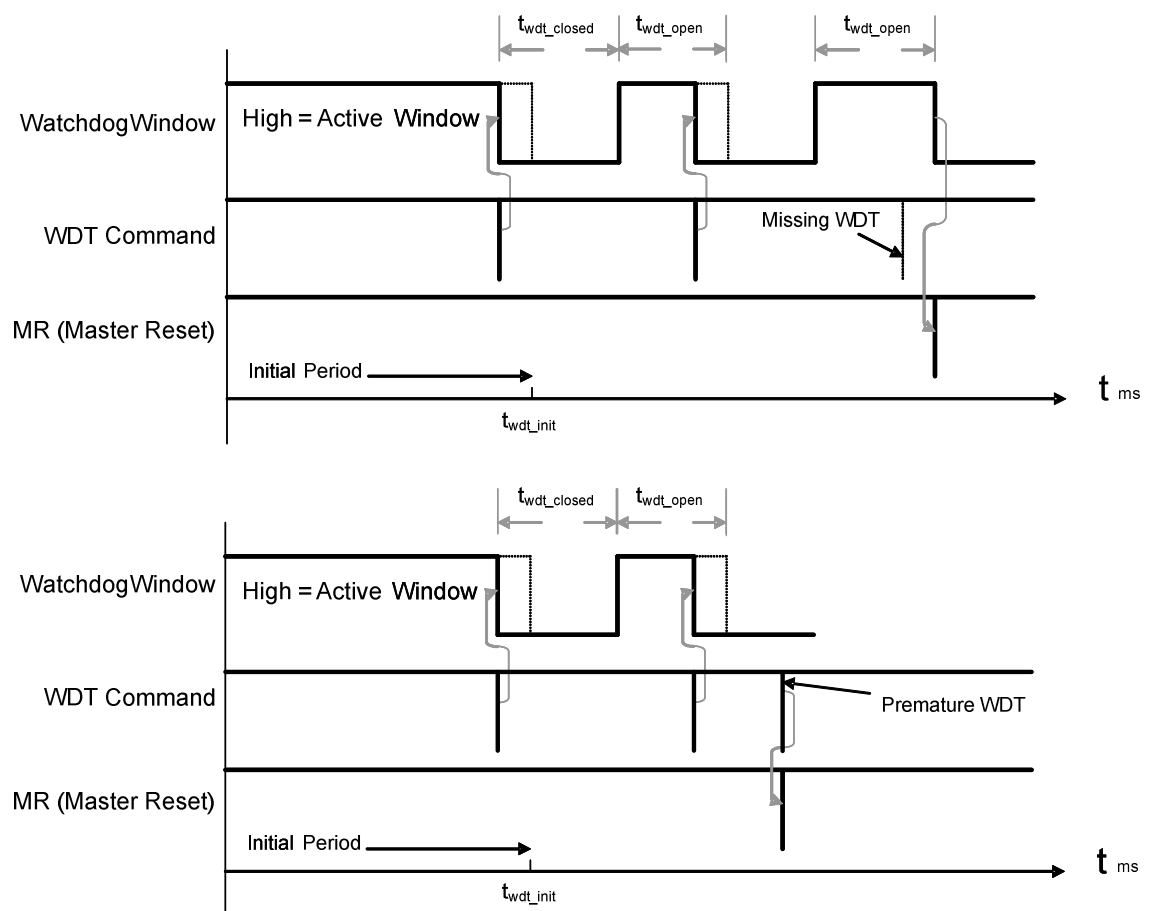 twdt_closed twdt_open twdt_open
WatchdogWindow
High = Active Window
WDT Command
Missing WDT
MR (Master Reset)
Initial Period
t ms
twdt_init
twdt_closed twdt_open
WatchdogWindow
High = Active Window
WDT Command
Premature WDT
MR (Master Reset)
Initial Period
t ms
twdt_init